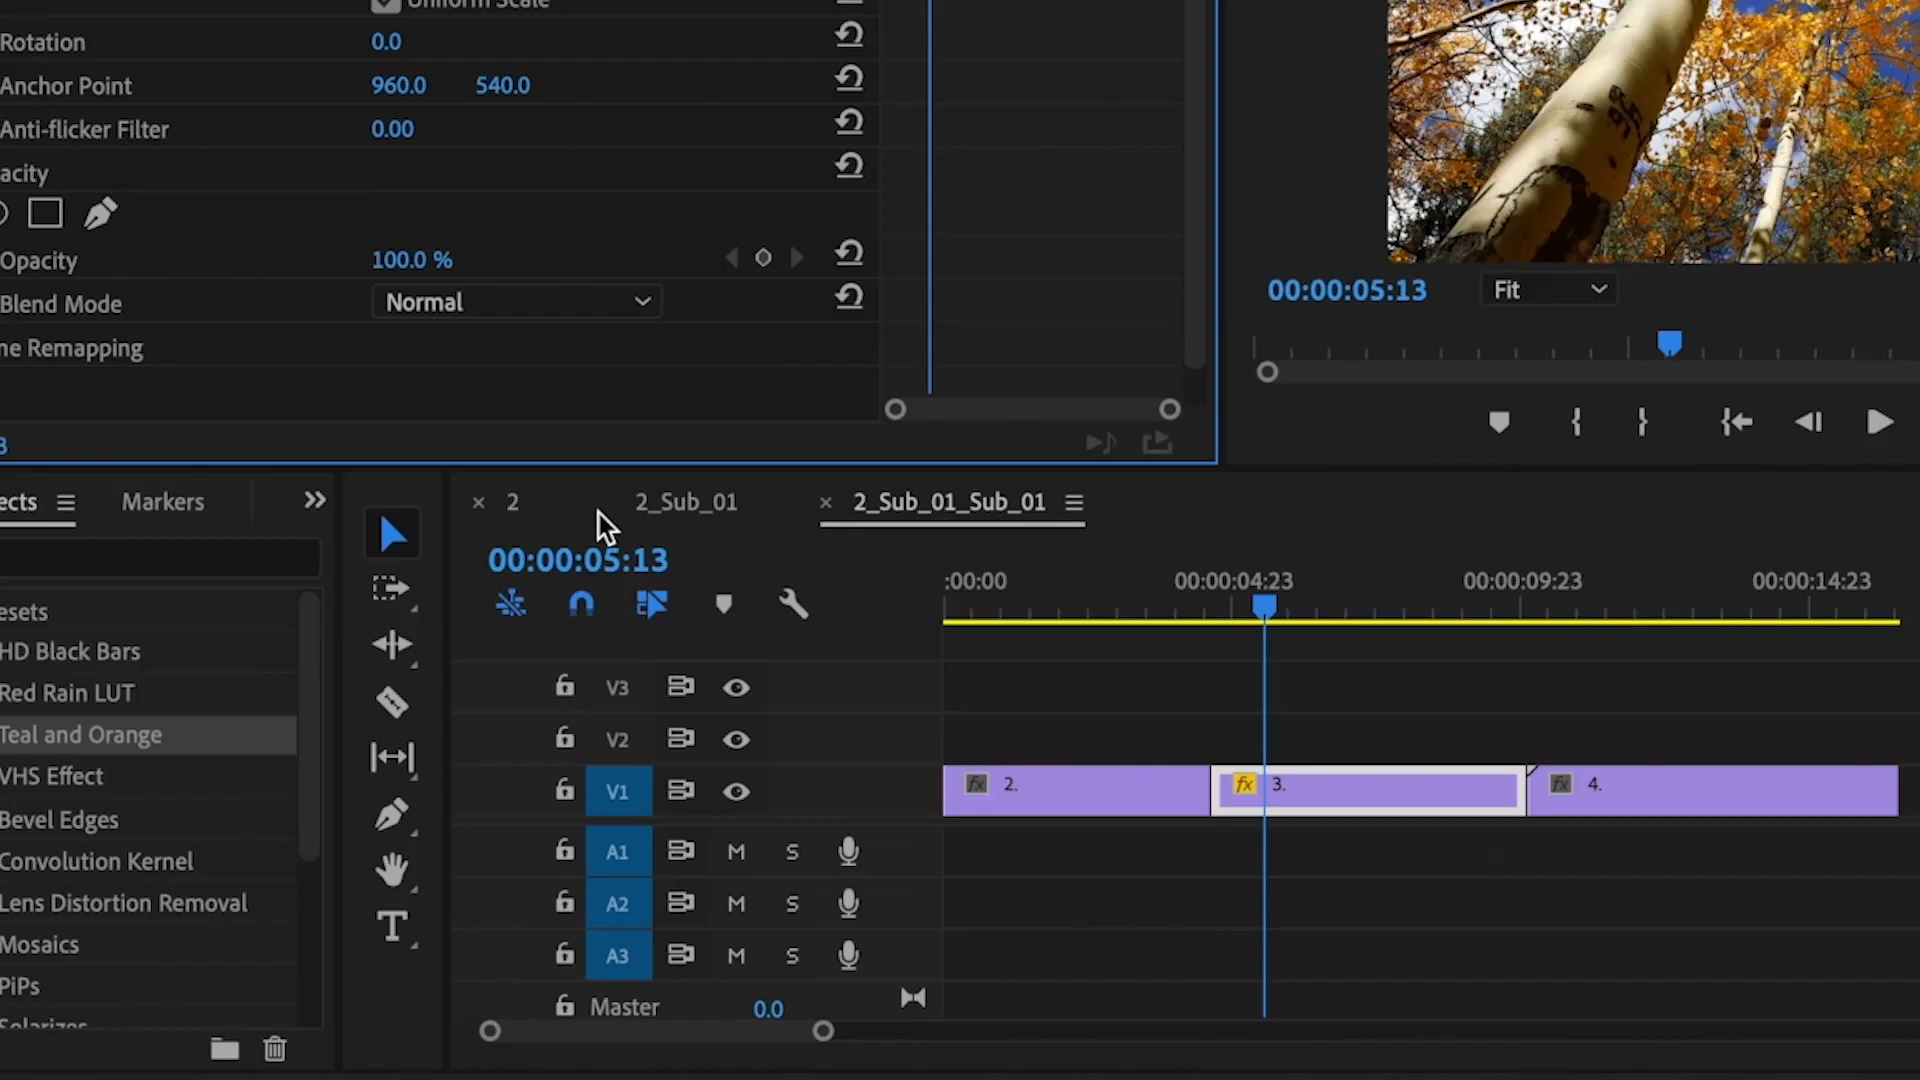 Uniform Scale
Rotation 0.0
Anchor Point 960.0 540.0
Anti-flicker Filter 0.00
acity
Opacity 100.0 %
Blend Mode Normal
ne Remapping
3
00:00:05:13 Fit
ects Markers
esets
HD Black Bars
Red Rain LUT
Teal and Orange
VHS Effect
Bevel Edges
Convolution Kernel
Lens Distortion Removal
Mosaics
PiPs
Solarizes
2 2_Sub_01 2_Sub_01_Sub_01
00:00:05:13
:00:00 00:00:04:23 00:00:09:23 00:00:14:23
V3
V2
V1 fx 2. fx 3. fx 4.
A1 M S
A2 M S
A3 M S
Master 0.0